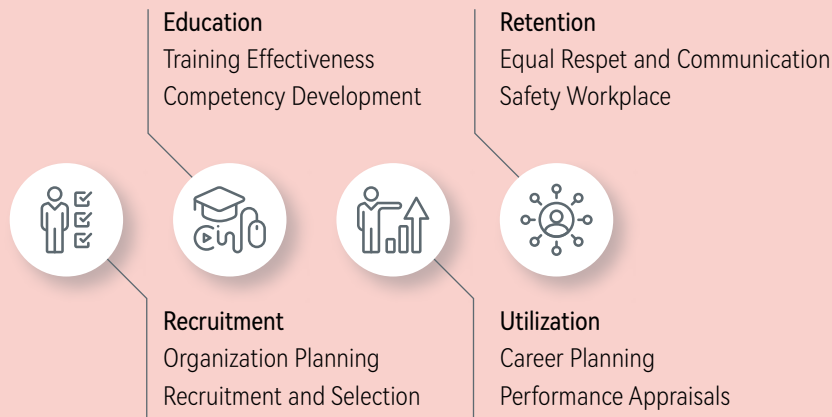 Education
Training Effectiveness
Competency Development
Retention
Equal Respet and Communication
Safety Workplace
Recruitment
Organization Planning
Recruitment and Selection
Utilization
Career Planning
Performance Appraisals